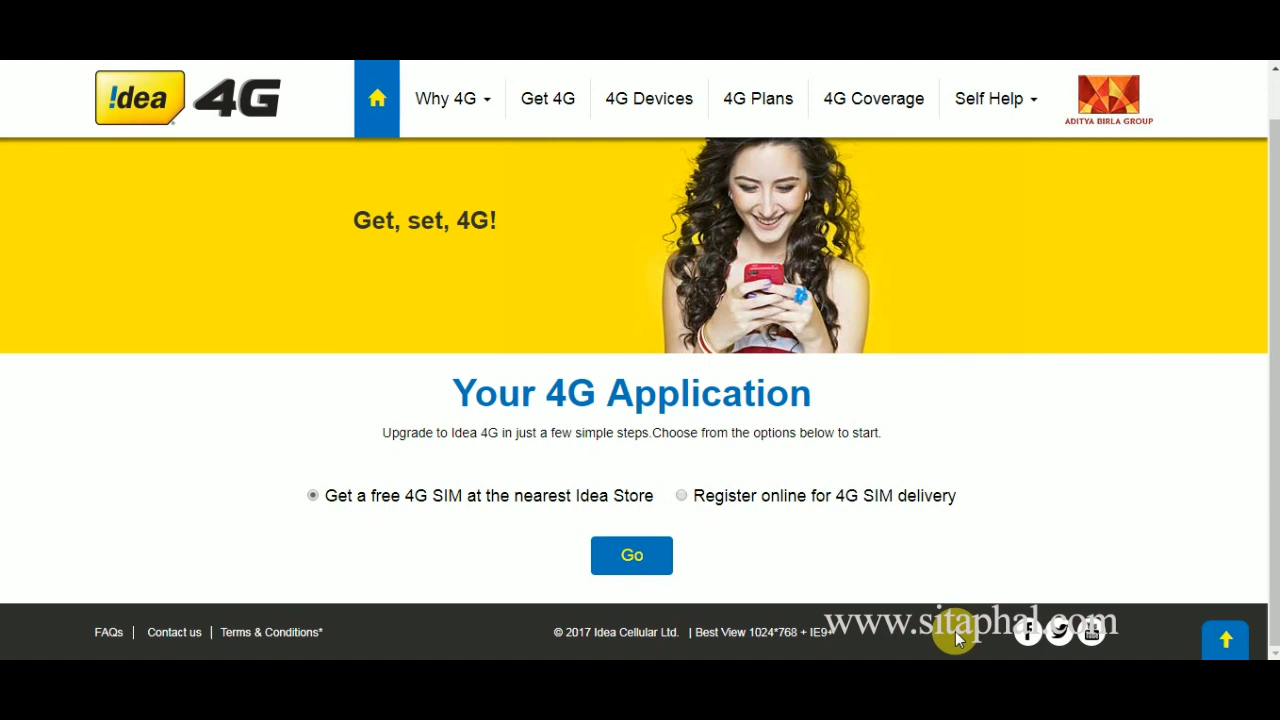 !dea 4G
Why 4G
Get 4G
4G Devices
4G Plans
4G Coverage
Self Help
ADITYA BIRLA GROUP
Get, set, 4G!
Your 4G Application
Upgrade to Idea 4G in just a few simple steps.Choose from the options below to start.
Get a free 4G SIM at the nearest Idea Store
Register online for 4G SIM delivery
Go
FAQs | Contact us | Terms & Conditions*
© 2017 Idea Cellular Ltd. | Best View 1024*768 + IE9+
www.sitaphal.com